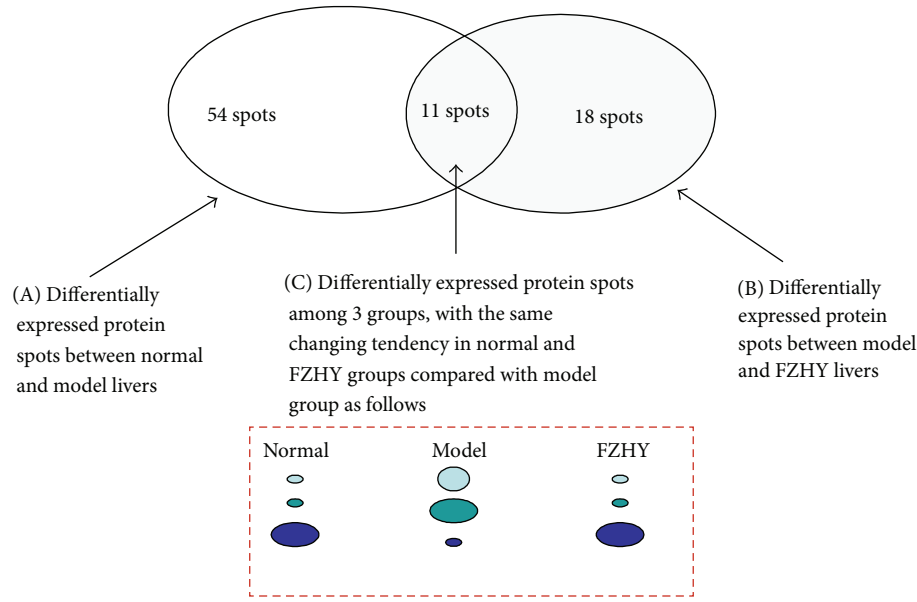 54 spots
11 spots
18 spots
(A) Differentially
expressed protein
spots between normal
and model livers
(C) Differentially expressed protein spots
among 3 groups, with the same
changing tendency in normal and
FZHY groups compared with model
group as follows
(B) Differentially
expressed protein
spots between model
and FZHY livers
Normal
Model
FZHY